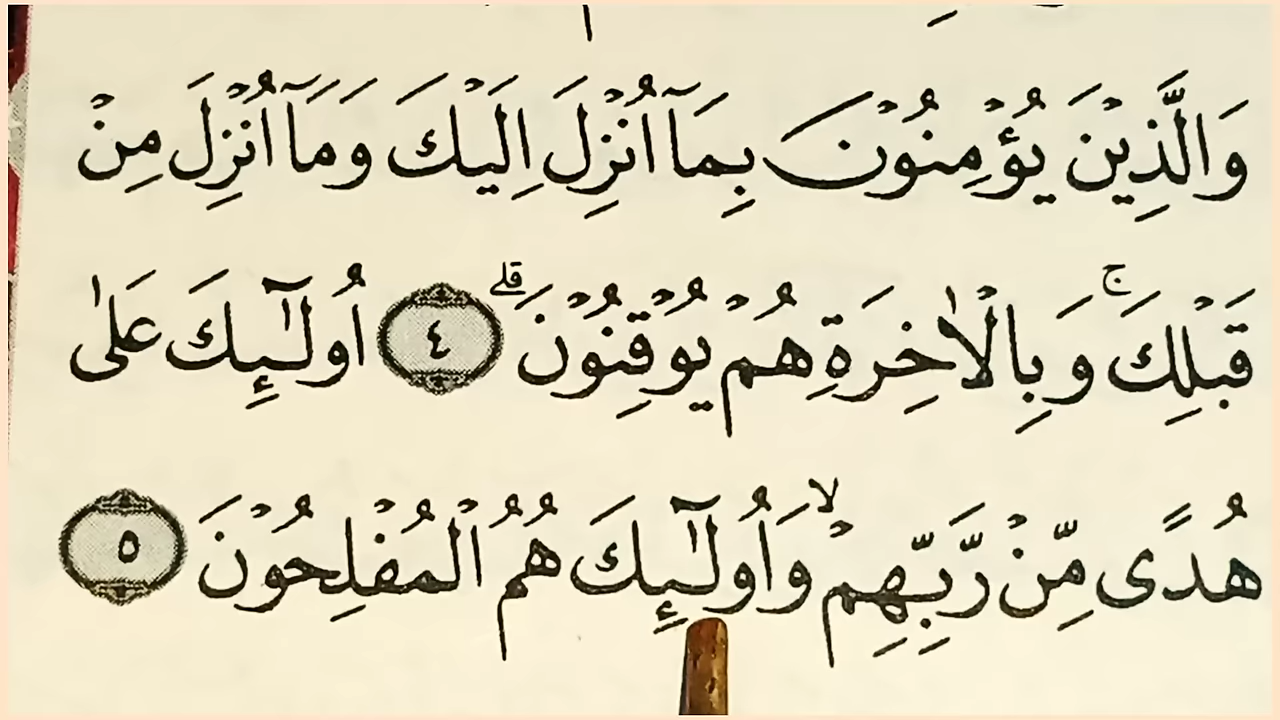 وَالَّذِيْنَ يُؤْمِنُوْنَ بِمَآ اُنْزِلَ اِلَيْكَ وَمَآ اُنْزِلَ مِنْ
قَبْلِكَ ۚ وَبِالْاٰخِرَةِ هُمْ يُوْقِنُوْنَ ۗ ٤ اُولٰۤىِٕكَ عَلٰى
هُدًى مِّنْ رَّبِّهِمْ ۙ وَاُولٰۤىِٕكَ هُمُ الْمُفْلِحُوْنَ ٥